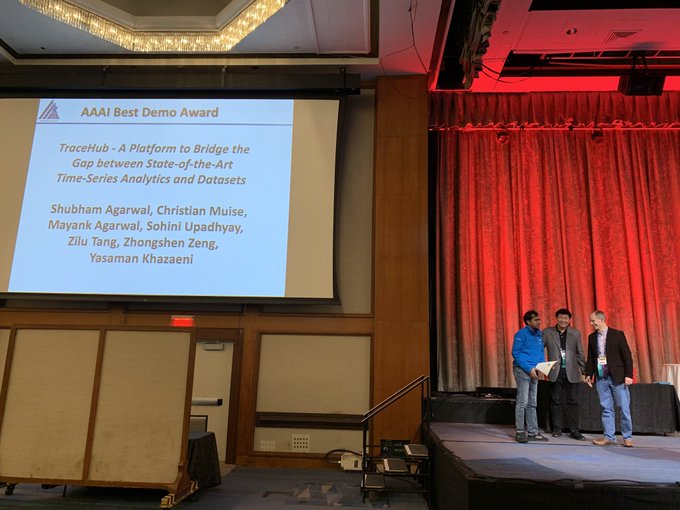 AAAI Best Demo Award
TraceHub - A Platform to Bridge the
Gap between State-of-the-Art
Time-Series Analytics and Datasets
Shubham Agarwal, Christian Muise,
Mayank Agarwal, Sohini Upadhyay,
Zilu Tang, Zhongshen Zeng,
Yasaman Khazaeni